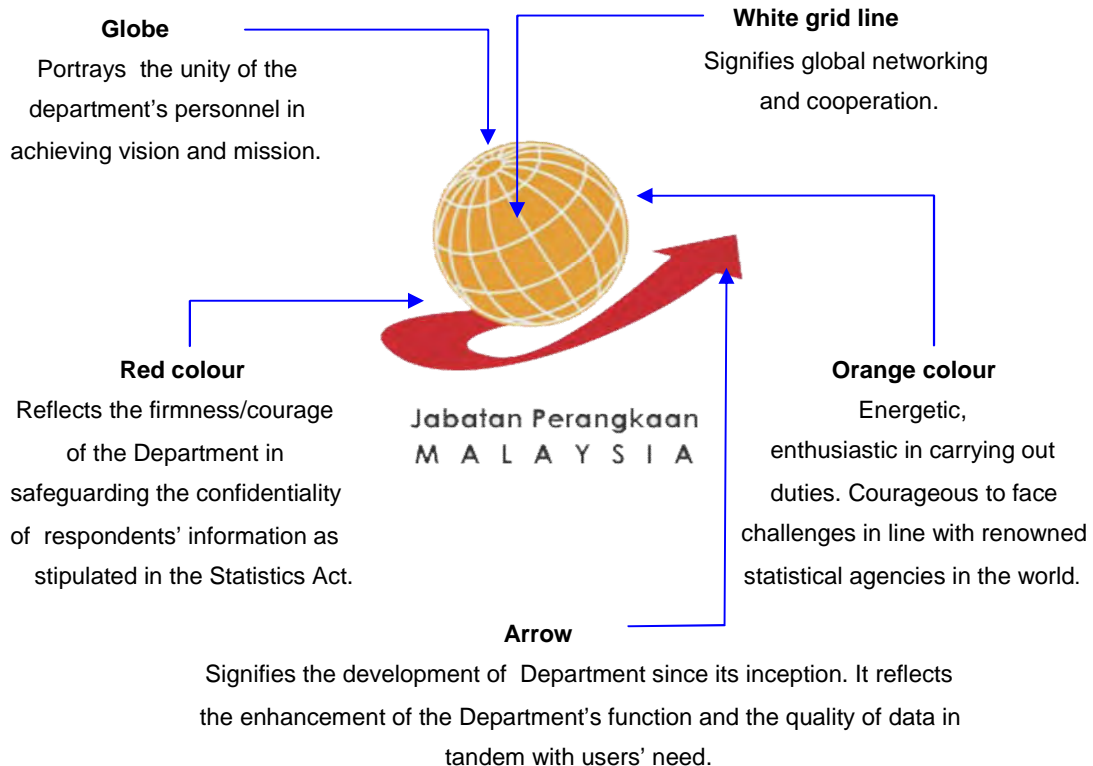 Globe
Portrays the unity of the
department's personnel in
achieving vision and mission.
White grid line
Signifies global networking
and cooperation.
Red colour
Reflects the firmness/courage
of the Department in
safeguarding the confidentiality
of respondents' information as
stipulated in the Statistics Act.
Jabatan Perangkaan
MALAYSIA
Orange colour
Energetic,
enthusiastic in carrying out
duties. Courageous to face
challenges in line with renowned
statistical agencies in the world.
Arrow
Signifies the development of Department since its inception. It reflects
the enhancement of the Department's function and the quality of data in
tandem with users' need.